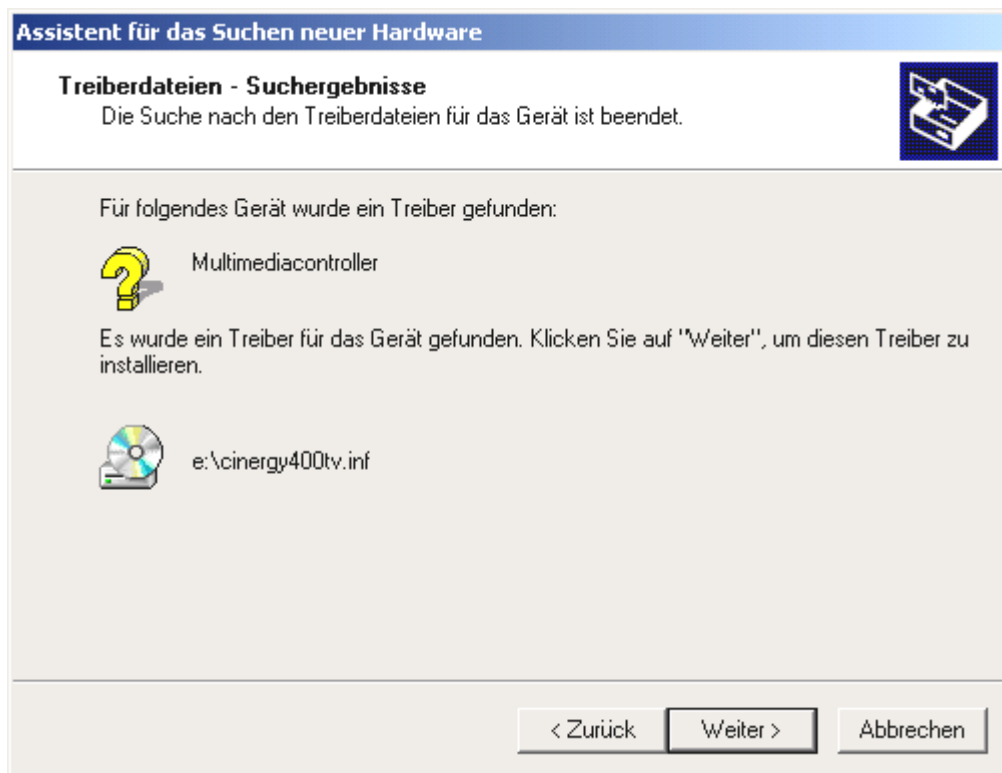 Assistent für das Suchen neuer Hardware
Treiberdateien - Suchergebnisse
Die Suche nach den Treiberdateien für das Gerät ist beendet.
Für folgendes Gerät wurde ein Treiber gefunden:
Multimediacontroller
Es wurde ein Treiber für das Gerät gefunden. Klicken Sie auf "Weiter", um diesen Treiber zu
installieren.
e:\cinergy400tv.inf
< Zurück
Weiter >
Abbrechen